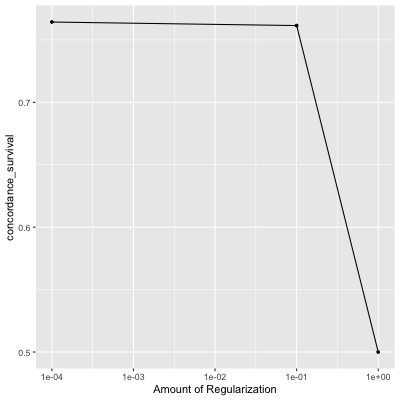 concordance_survival
0.7
0.6
0.5
1e-04 1e-03 1e-02 1e-01 1e+00
Amount of Regularization